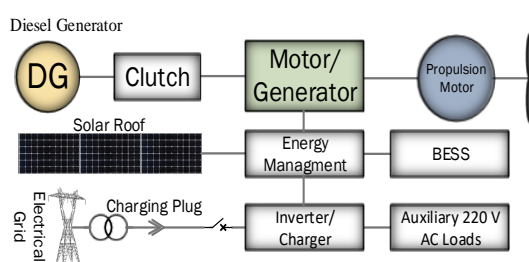 Diesel Generator
DG
Clutch
Motor/
Generator
Propulsion
Motor
Solar Roof
Energy
Managment
BESS
Electrical
Grid
Charging Plug
Inverter/
Charger
Auxiliary 220 V
AC Loads